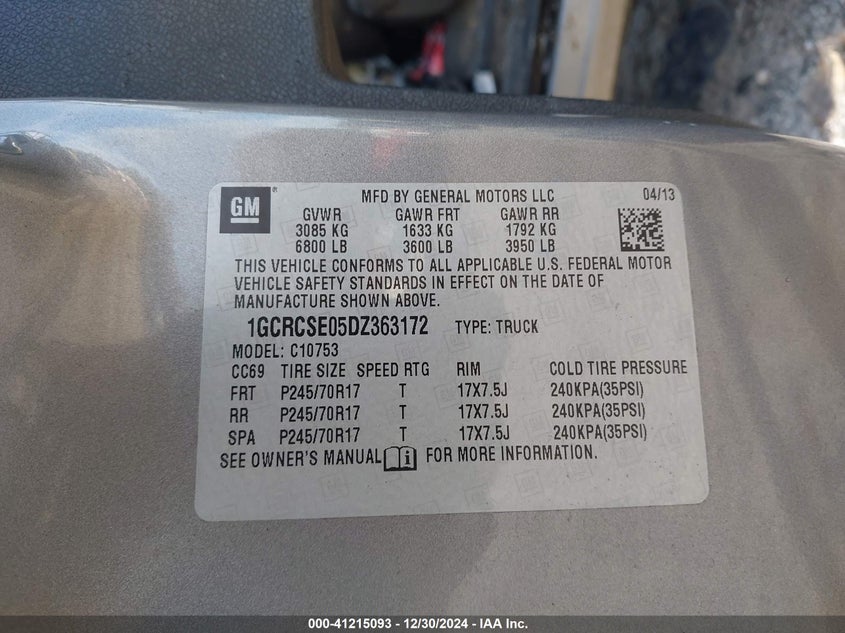 GM ® MFD BY GENERAL MOTORS LLC 04/13
GVWR GAWR FRT GAWR RR
3085 KG 1633 KG 1792 KG
6800 LB 3600 LB 3950 LB
THIS VEHICLE CONFORMS TO ALL APPLICABLE U.S. FEDERAL MOTOR
VEHICLE SAFETY STANDARDS IN EFFECT ON THE DATE OF
MANUFACTURE SHOWN ABOVE.
1GCRCSE05DZ363172 TYPE: TRUCK
MODEL: C10753
CC69 TIRE SIZE SPEED RTG RIM COLD TIRE PRESSURE
FRT P245/70R17 T 17X7.5J 240KPA(35PSI)
RR P245/70R17 T 17X7.5J 240KPA(35PSI)
SPA P245/70R17 T 17X7.5J 240KPA(35PSI)
SEE OWNER'S MANUAL i FOR MORE INFORMATION.
000-41215093 - 12/30/2024 - IAA Inc.